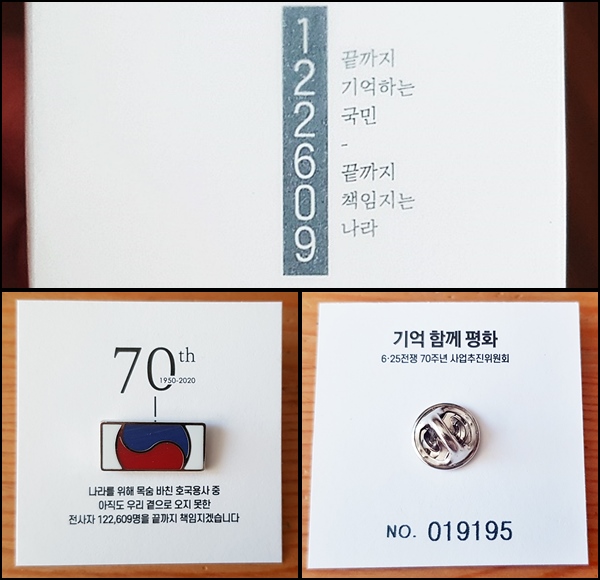 122609
끝까지
기억하는
국민
-
끝까지
책임지는
나라
70th
1950-2020
나라를 위해 목숨 바친 호국용사 중
아직도 우리 곁으로 오지 못한
전사자 122,609명을 끝까지 책임지겠습니다
기억 함께 평화
6·25전쟁 70주년 사업추진위원회
NO. 019195